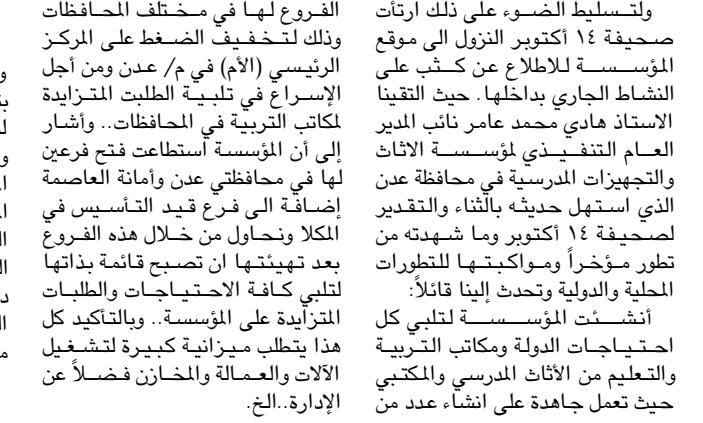 ولتسليط الضوء على ذلك ارتأت
صحيفة ١٤ أكتوبر النزول الى موقع
المؤسسة للاطلاع عن كثب على
النشاط الجاري بداخلها. حيث التقينا
الاستاذ هادي محمد عامر نائب المدير
العام التنفيذي لمؤسسة الاثاث
والتجهيزات المدرسية في محافظة عدن
الذي استهل حديثه بالثناء والتقدير
لصحيفة ١٤ أكتوبر وما شهدته من
تطور مؤخراً ومواكبتها للتطورات
المحلية والدولية وتحدث إلينا قائلاً:
أنشئت المؤسسة لتلبي كل
احتياجات الدولة ومكاتب التربية
والتعليم من الأثاث المدرسي والمكتبي
حيث تعمل جاهدة على انشاء عدد من
الفروع لها في مختلف المحافظات
وذلك لتخفيف الضغط على المركز
الرئيسي (الأم) في م/ عدن ومن أجل
الإسراع في تلبية الطلبت المتزايدة
لمكاتب التربية في المحافظات.. وأشار
إلى أن المؤسسة استطاعت فتح فرعين
لها في محافظتي عدن وأمانة العاصمة
إضافة الى فرع قيد التأسيس في
المكلا ونحاول من خلال هذه الفروع
بعد تهيئتها ان تصبح قائمة بذاتها
لتلبي كافة الاحتياجات والطلبات
المتزايدة على المؤسسة.. وبالتأكيد كل
هذا يتطلب ميزانية كبيرة لتشغيل
الآلات والعمالة والمخازن فضلاً عن
الإدارة..الخ.